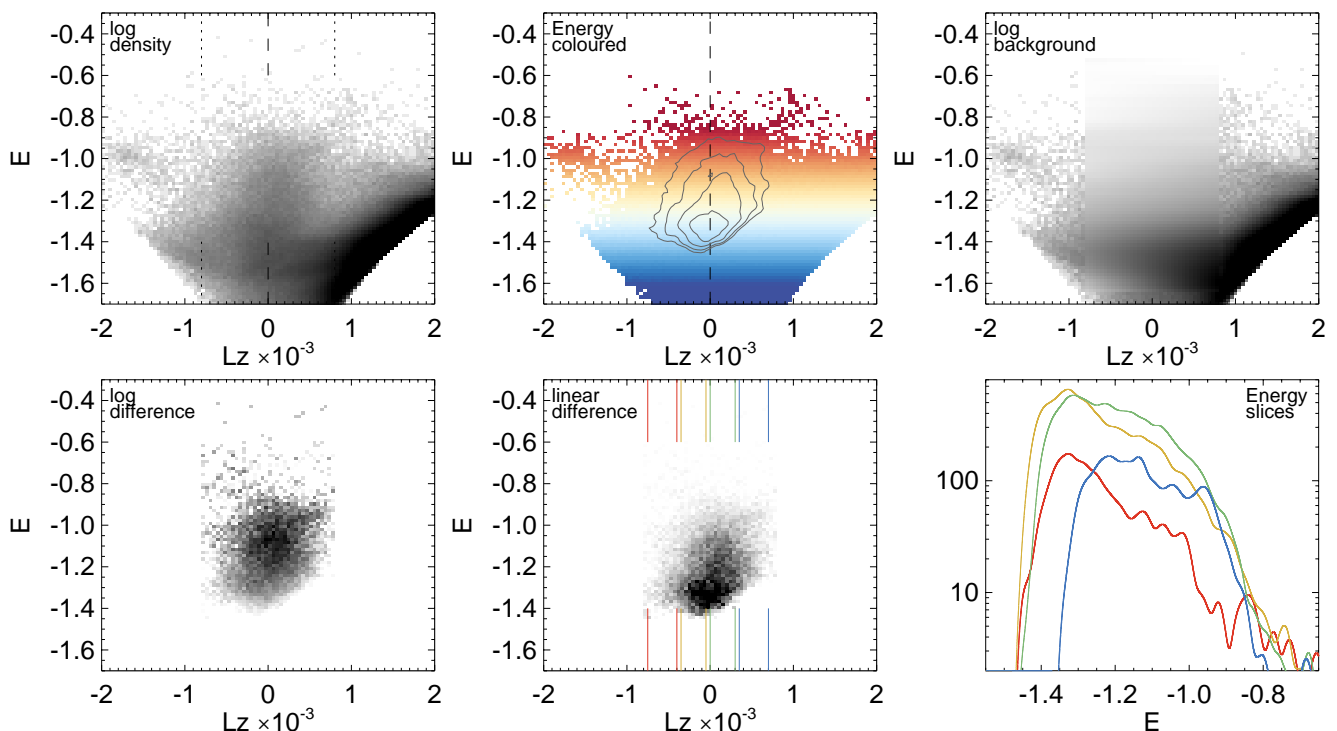 log
density
-0.4
-0.6
-0.8
-1.0
-1.2
-1.4
-1.6
E
-2
-1
0
1
2
Lz ×10⁻³
Energy
coloured
-0.4
-0.6
-0.8
-1.0
-1.2
-1.4
-1.6
E
-2
-1
0
1
2
Lz ×10⁻³
log
background
-0.4
-0.6
-0.8
-1.0
-1.2
-1.4
-1.6
E
-2
-1
0
1
2
Lz ×10⁻³
log
difference
-0.4
-0.6
-0.8
-1.0
-1.2
-1.4
-1.6
E
-2
-1
0
1
2
Lz ×10⁻³
linear
difference
-0.4
-0.6
-0.8
-1.0
-1.2
-1.4
-1.6
E
-2
-1
0
1
2
Lz ×10⁻³
Energy
slices
100
10
-1.4
-1.2
-1.0
-0.8
E